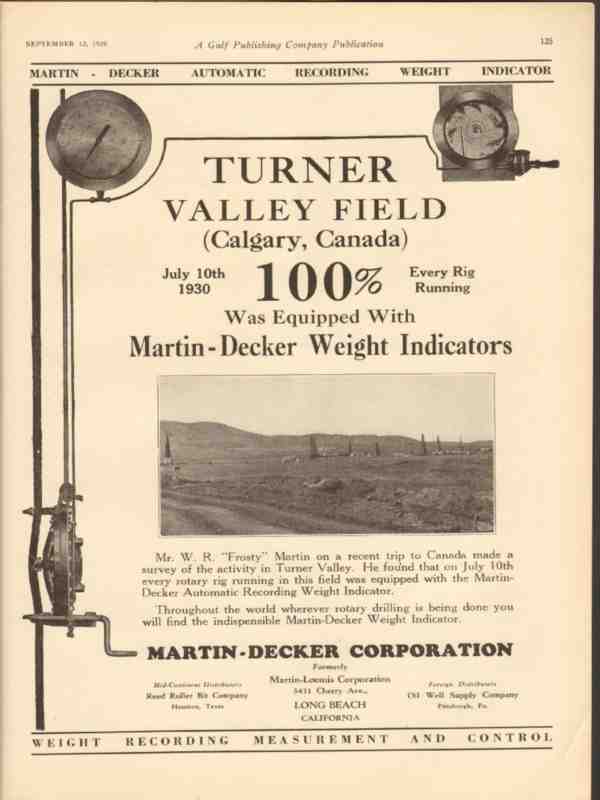 SEPTEMBER 12, 1930
A Gulf Publishing Company Publication
125
MARTIN - DECKER AUTOMATIC RECORDING WEIGHT INDICATOR
TURNER
VALLEY FIELD
(Calgary, Canada)
July 10th
1930
100%
Every Rig
Running
Was Equipped With
Martin-Decker Weight Indicators
Mr. W. R. "Frosty" Martin on a recent trip to Canada made a
survey of the activity in Turner Valley. He found that on July 10th
every rotary rig running in this field was equipped with the Martin-
Decker Automatic Recording Weight Indicator.
Throughout the world wherever rotary drilling is being done you
will find the indispensible Martin-Decker Weight Indicator.
MARTIN-DECKER CORPORATION
Formerly
Martin-Loomis Corporation
3431 Cherry Ave.,
LONG BEACH
CALIFORNIA
Mid-Continent Distributors
Reed Roller Bit Company
Houston, Texas
Foreign Distributors
Oil Well Supply Company
Pittsburgh, Pa.
WEIGHT RECORDING MEASUREMENT AND CONTROL